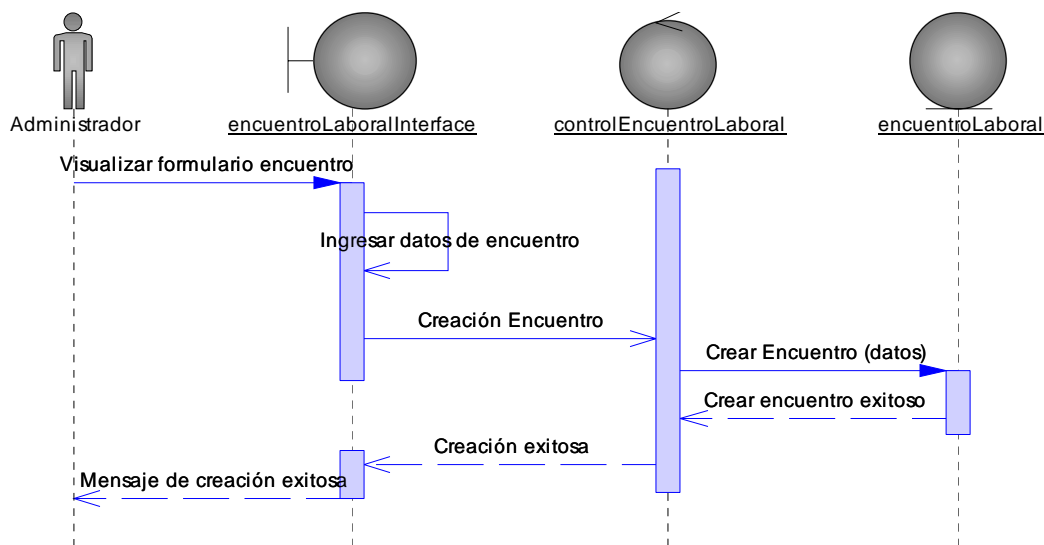 Administrador
encuentroLaboralInterface
controlEncuentroLaboral
encuentroLaboral
Visualizar formulario encuentro
Ingresar datos de encuentro
Creación Encuentro
Crear Encuentro (datos)
Crear encuentro exitoso
Creación exitosa
Mensaje de creación exitosa